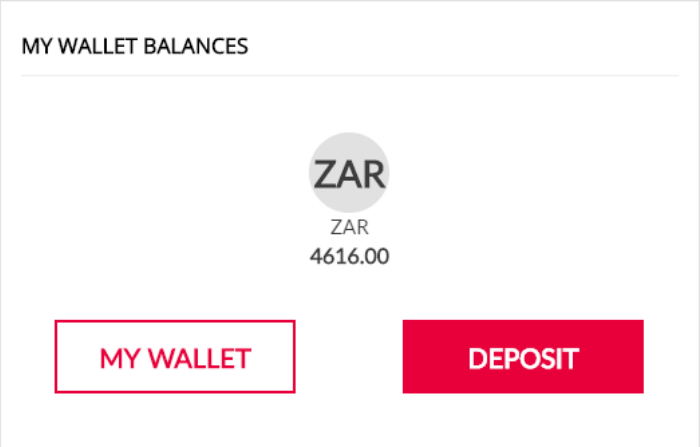 MY WALLET BALANCES
ZAR
ZAR
4616.00
MY WALLET
DEPOSIT